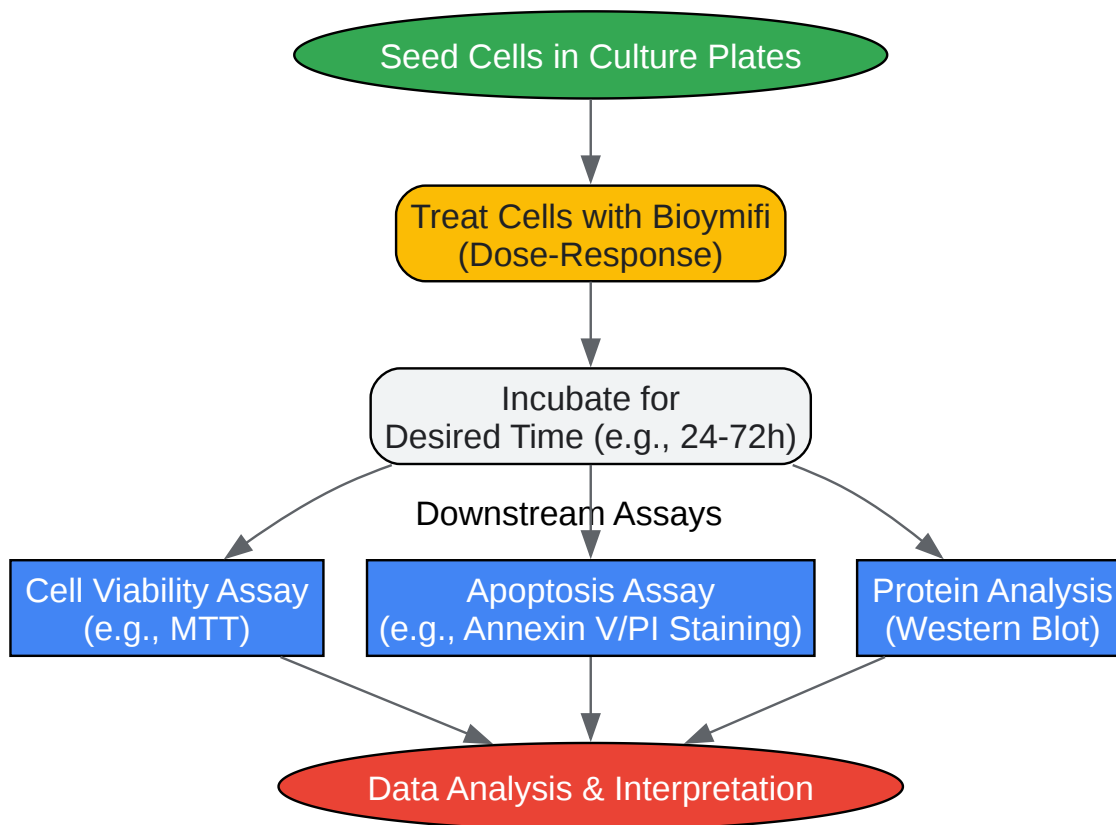 Seed Cells in Culture Plates
Treat Cells with Bioymifi
(Dose-Response)
Incubate for
Desired Time (e.g., 24-72h)
Downstream Assays
Cell Viability Assay
(e.g., MTT)
Apoptosis Assay
(e.g., Annexin V/PI Staining)
Protein Analysis
(Western Blot)
Data Analysis & Interpretation